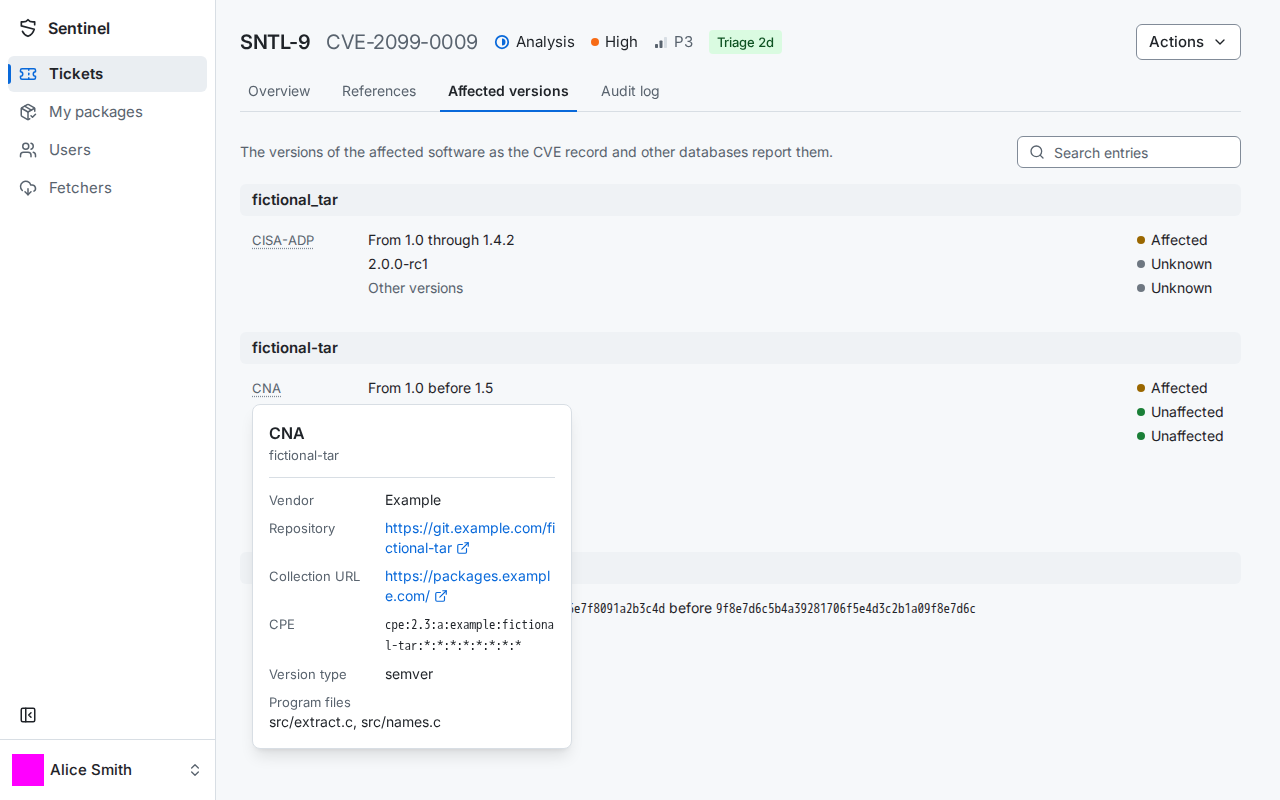 Sentinel
Tickets
My packages
Users
Fetchers
Alice Smith
SNTL-9 CVE-2099-0009 Analysis High P3 Triage 2d
Actions
Overview References Affected versions Audit log
The versions of the affected software as the CVE record and other databases report them.
Search entries
fictional_tar
CISA-ADP From 1.0 through 1.4.2 Affected
2.0.0-rc1 Unknown
Other versions Unknown
fictional-tar
CNA From 1.0 before 1.5 Affected
Unaffected
Unaffected
CNA
fictional-tar
Vendor Example
Repository https://git.example.com/fi
ctional-tar
Collection URL https://packages.exampl
e.com/
CPE cpe:2.3:a:example:fictiona
l-tar:*:*:*:*:*:*:*:*
Version type semver
Program files
src/extract.c, src/names.c
e7f8091a2b3c4d before 9f8e7d6c5b4a39281706f5e4d3c2b1a09f8e7d6c